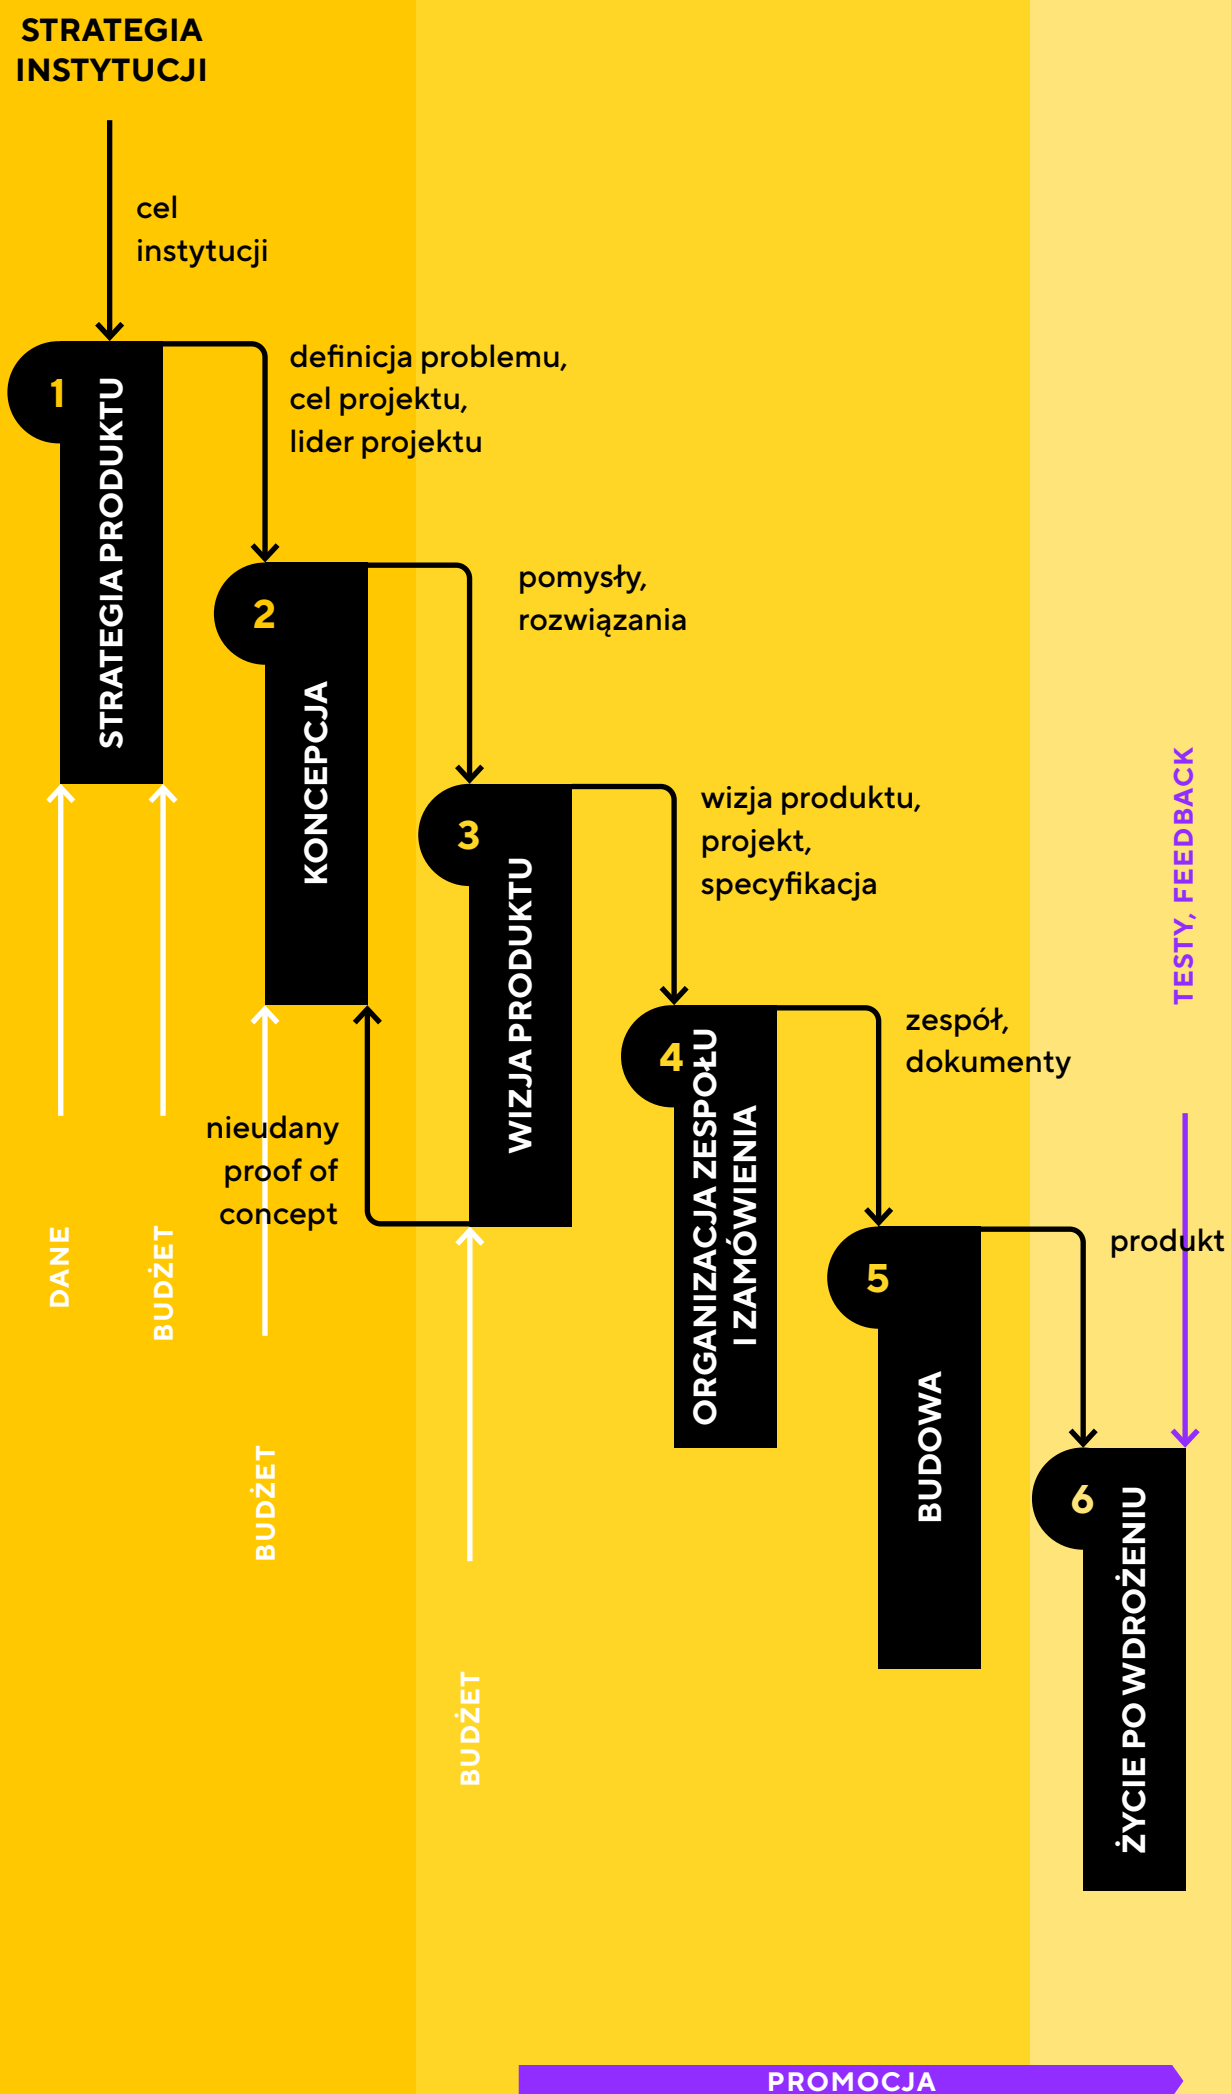 STRATEGIA
INSTYTUCJI
cel
instytucji
1
STRATEGIA PRODUKTU
definicja problemu,
cel projektu,
lider projektu
2
KONCEPCJA
pomysły,
rozwiązania
3
WIZJA PRODUKTU
wizja produktu,
projekt,
specyfikacja
4
ORGANIZACJA ZESPOŁU
I ZAMÓWIENIA
zespół,
dokumenty
TESTY, FEEDBACK
nieudany
proof of
concept
DANE
BUDŻET
BUDŻET
BUDŻET
5
BUDOWA
produkt
6
ŻYCIE PO WDROŻENIU
PROMOCJA